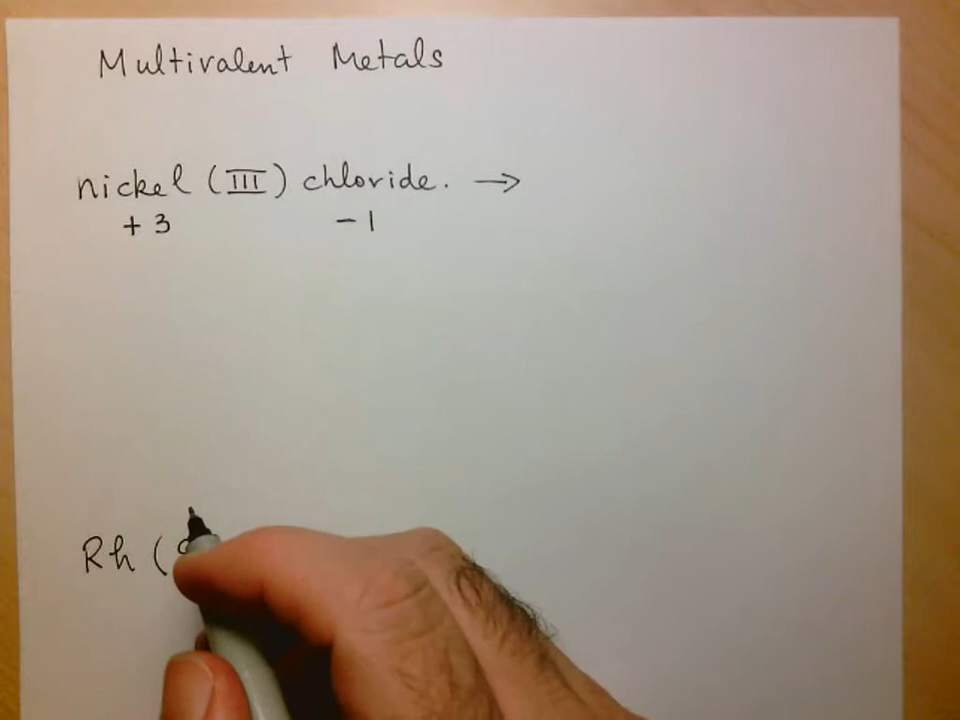 Multivalent Metals
nickel (III) chloride. →
+3 -1
Rh (